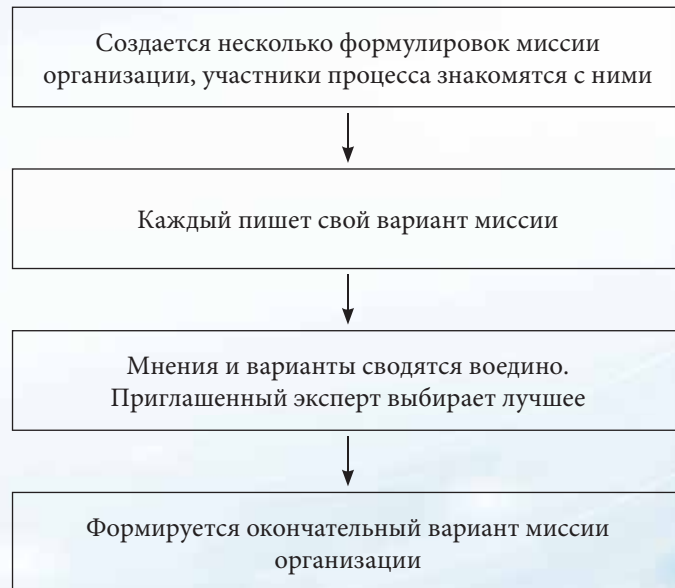 Создается несколько формулировок миссии
организации, участники процесса знакомятся с ними
Каждый пишет свой вариант миссии
Мнения и варианты сводятся воедино.
Приглашенный эксперт выбирает лучшее
Формируется окончательный вариант миссии
организации